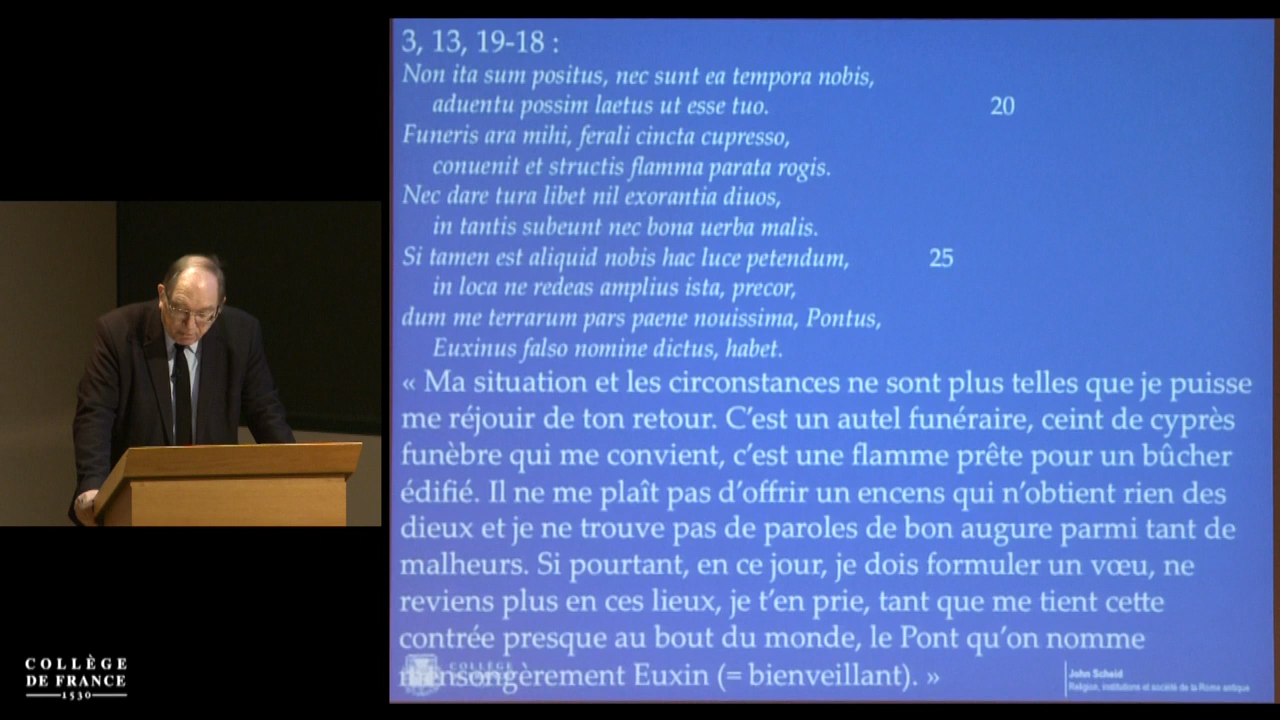 3, 13, 19-18 :
Non ita sum positus, nec sunt ea tempora nobis,
aduentu possim laetus ut esse tuo. 20
Funeris ara mihi, ferali cincta cupresso,
conuenit et structis flamma parata rogis.
Nec dare tura libet nil exorantia diuos,
in tantis subeunt nec bona uerba malis.
Si tamen est aliquid nobis hac luce petendum, 25
in loca ne redeas amplius ista, precor,
dum me terrarum pars paene nouissima, Pontus,
Euxinus falso nomine dictus, habet.
« Ma situation et les circonstances ne sont plus telles que je puisse
me réjouir de ton retour. C'est un autel funéraire, ceint de cyprès
funèbre qui me convient, c'est une flamme prête pour un bûcher
édifié. Il ne me plaît pas d'offrir un encens qui n'obtient rien des
dieux et je ne trouve pas de paroles de bon augure parmi tant de
malheurs. Si pourtant, en ce jour, je dois formuler un vœu, ne
reviens plus en ces lieux, je t'en prie, tant que me tient cette
contrée presque au bout du monde, le Pont qu'on nomme
mensongèrement Euxin (= bienveillant). »
COLLÈGE
John Scheid
Religion, institutions et société de la Rome antique
COLLÈGE
DE FRANCE
1530